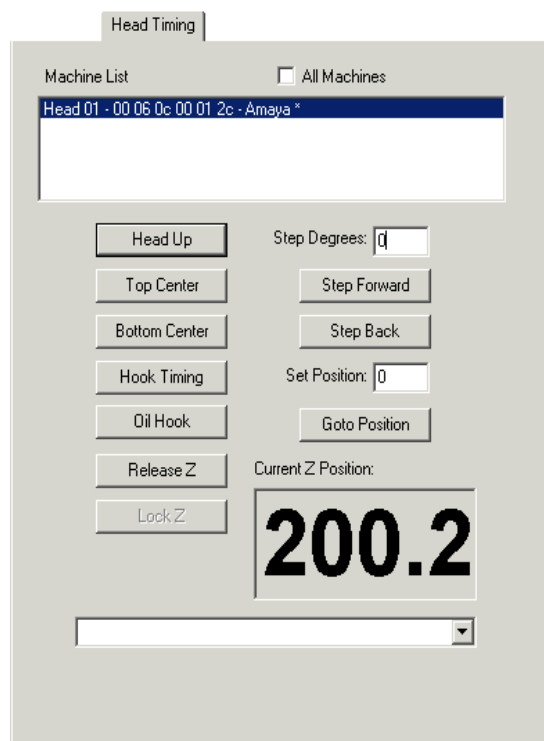 Head Timing
Machine List
All Machines
Head 01 - 00 06 0c 00 01 2c - Amaya *
Head Up
Step Degrees: 0
Top Center
Step Forward
Bottom Center
Step Back
Hook Timing
Set Position: 0
Oil Hook
Goto Position
Release Z
Current Z Position:
Lock Z
200.2